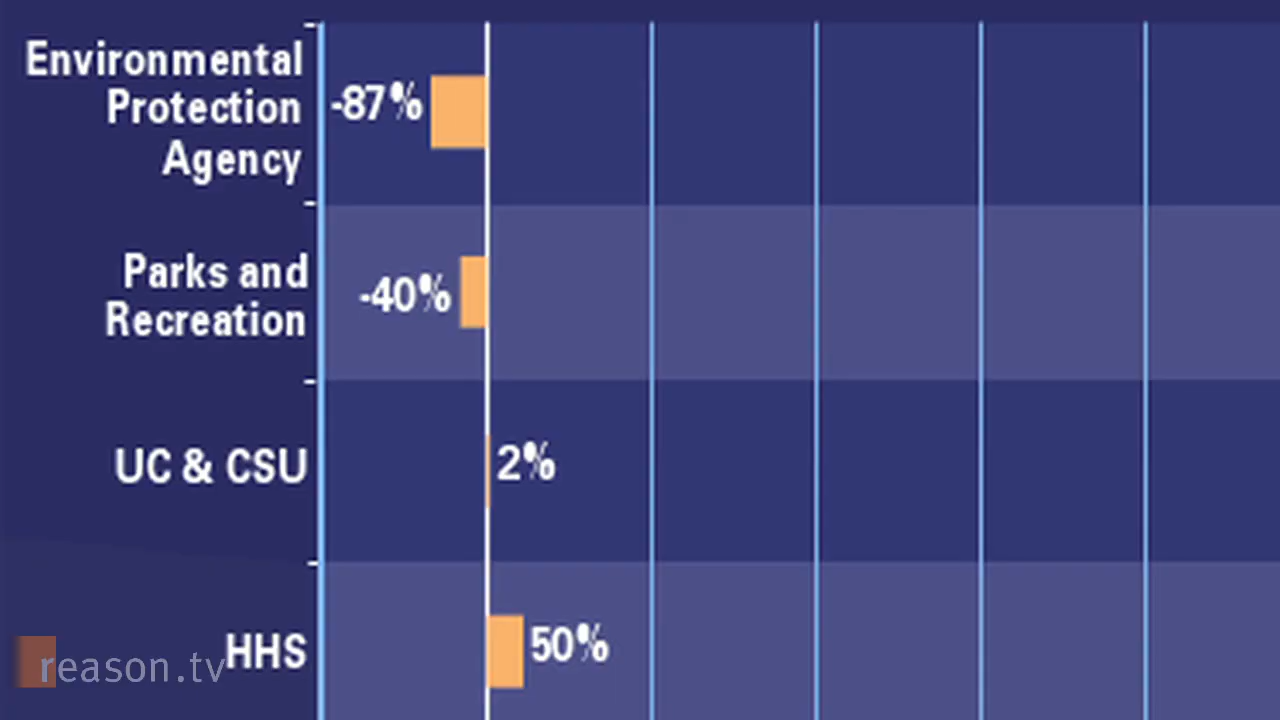 Environmental
Protection
Agency
-87%
Parks and
Recreation
-40%
UC & CSU
2%
HHS
50%
reason.tv